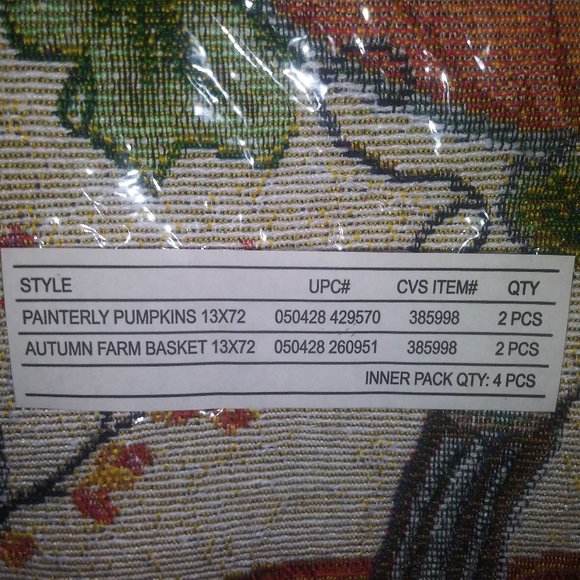 STYLE UPC# CVS ITEM# QTY
PAINTERLY PUMPKINS 13X72 050428 429570 385998 2 PCS
AUTUMN FARM BASKET 13X72 050428 260951 385998 2 PCS
INNER PACK QTY: 4 PCS